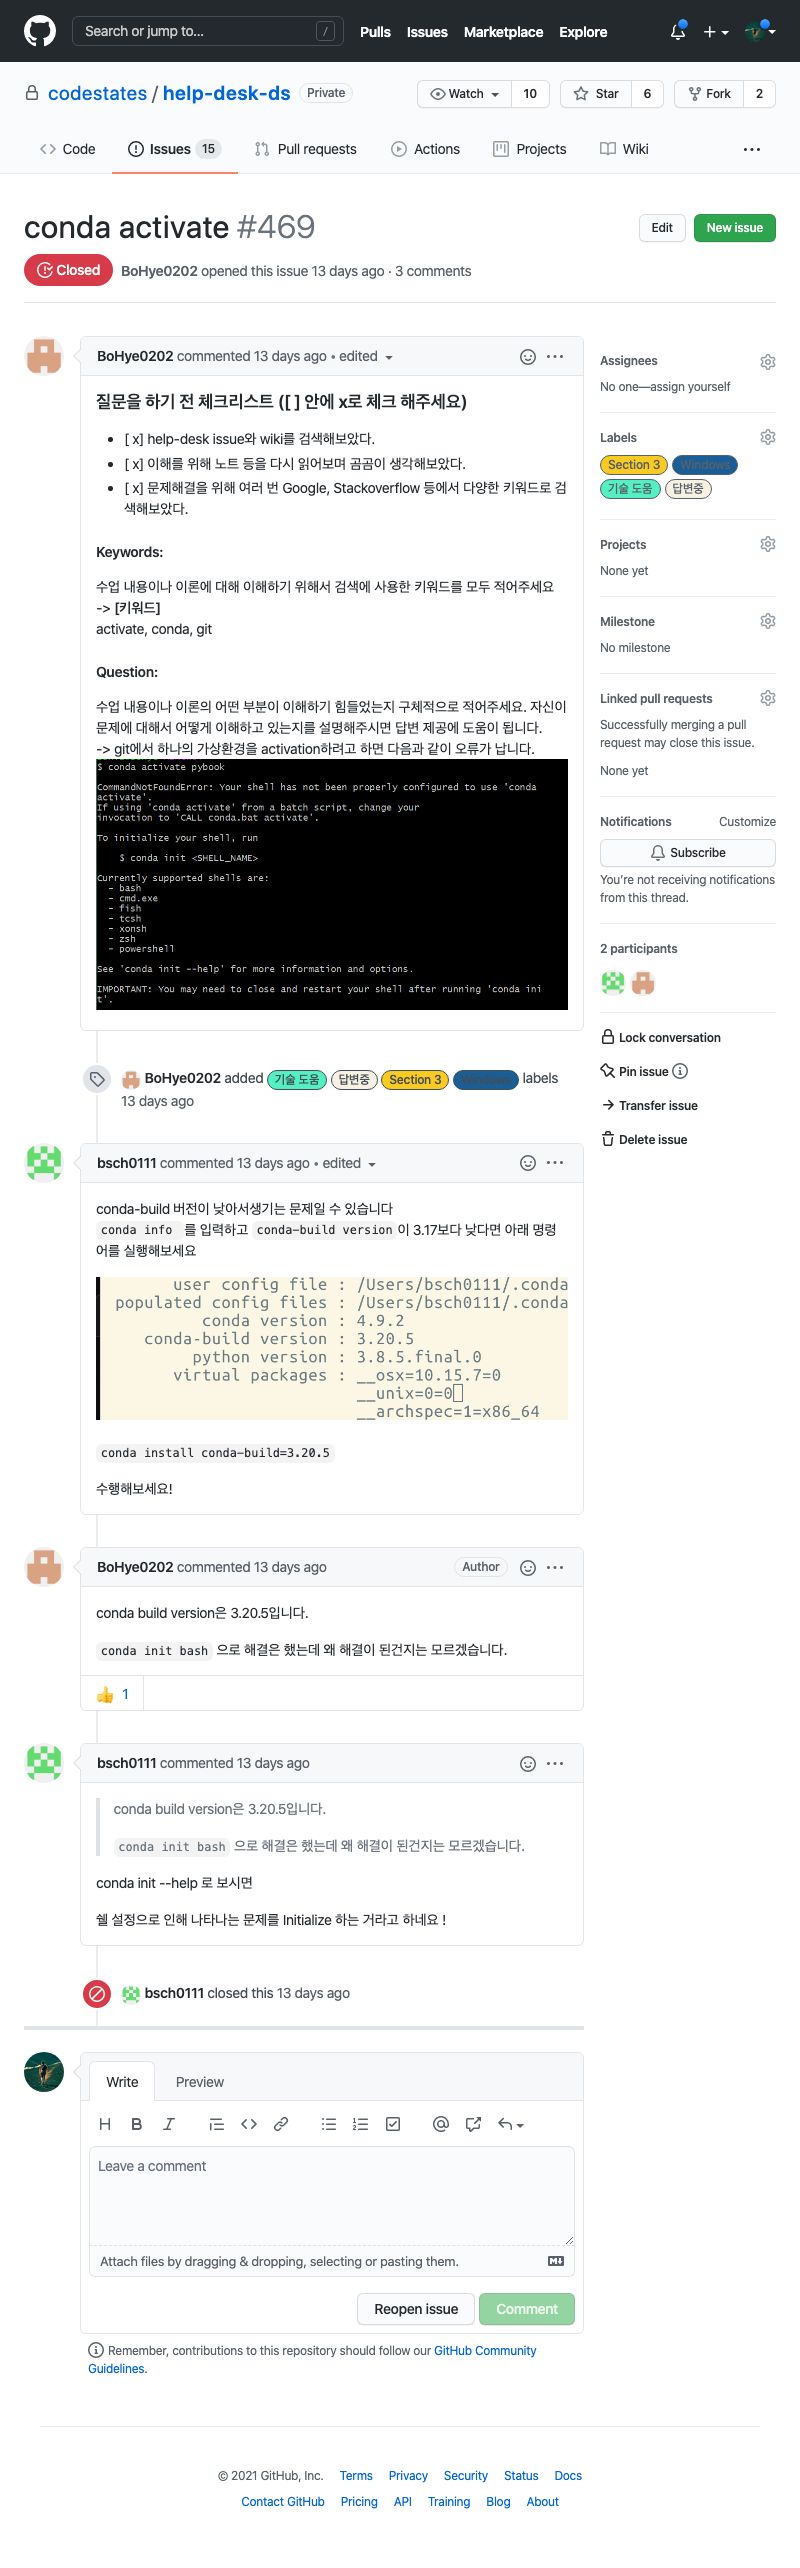 Search or jump to... /
Pulls Issues Marketplace Explore
codestates / help-desk-ds Private
Watch 10 Star 6 Fork 2
Code Issues 15 Pull requests Actions Projects Wiki
conda activate #469
Edit New issue
Closed BoHye0202 opened this issue 13 days ago · 3 comments
BoHye0202 commented 13 days ago • edited
질문을 하기 전 체크리스트 ([ ] 안에 x로 체크 해주세요)
[ x] help-desk issue와 wiki를 검색해보았다.
[ x] 이해를 위해 노트 등을 다시 읽어보며 곰곰이 생각해보았다.
[ x] 문제해결을 위해 여러 번 Google, Stackoverflow 등에서 다양한 키워드로 검
색해보았다.
Keywords:
수업 내용이나 이론에 대해 이해하기 위해서 검색에 사용한 키워드를 모두 적어주세요
-> [키워드]
activate, conda, git
Question:
수업 내용이나 이론의 어떤 부분이 이해하기 힘들었는지 구체적으로 적어주세요. 자신이
문제에 대해서 어떻게 이해하고 있는지를 설명해주시면 답변 제공에 도움이 됩니다.
-> git에서 하나의 가상환경을 activation하려고 하면 다음과 같이 오류가 납니다.
$ conda activate pybook
CommandNotFoundError: Your shell has not been properly configured to use 'conda
activate'.
If using 'conda activate' from a batch script, change your
invocation to 'CALL conda.bat activate'.
To initialize your shell, run
$ conda init <SHELL_NAME>
Currently supported shells are:
- bash
- cmd.exe
- fish
- tcsh
- xonsh
- zsh
- powershell
See 'conda init --help' for more information and options.
IMPORTANT: You may need to close and restart your shell after running 'conda ini
t'.
BoHye0202 added 기술 도움 답변중 Section 3 Windows labels
13 days ago
bsch0111 commented 13 days ago • edited
conda-build 버전이 낮아서생기는 문제일 수 있습니다
conda info 를 입력하고 conda-build version 이 3.17보다 낮다면 아래 명령
어를 실행해보세요
user config file : /Users/bsch0111/.conda
populated config files : /Users/bsch0111/.conda
conda version : 4.9.2
conda-build version : 3.20.5
python version : 3.8.5.final.0
virtual packages : __osx=10.15.7=0
__unix=0=0
__archspec=1=x86_64
conda install conda-build=3.20.5
수행해보세요!
BoHye0202 commented 13 days ago Author
conda build version은 3.20.5입니다.
conda init bash 으로 해결은 했는데 왜 해결이 된건지는 모르겠습니다.
👍 1
bsch0111 commented 13 days ago
conda build version은 3.20.5입니다.
conda init bash 으로 해결은 했는데 왜 해결이 된건지는 모르겠습니다.
conda init --help 로 보시면
쉘 설정으로 인해 나타나는 문제를 Initialize 하는 거라고 하네요 !
bsch0111 closed this 13 days ago
Write Preview
Leave a comment
Attach files by dragging & dropping, selecting or pasting them.
Reopen issue Comment
Remember, contributions to this repository should follow our GitHub Community
Guidelines.
Assignees
No one—assign yourself
Labels
Section 3 Windows
기술 도움 답변중
Projects
None yet
Milestone
No milestone
Linked pull requests
Successfully merging a pull
request may close this issue.
None yet
Notifications Customize
Subscribe
You're not receiving notifications
from this thread.
2 participants
Lock conversation
Pin issue
Transfer issue
Delete issue
© 2021 GitHub, Inc. Terms Privacy Security Status Docs
Contact GitHub Pricing API Training Blog About